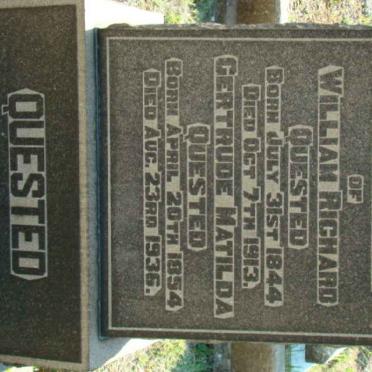 OF
WILLIAM RICHARD
QUESTED
BORN JULY 31ST 1844
DIED OCT 7TH 1913.
GERTRUDE MATILDA
QUESTED
BORN APRIL 20TH 1854
DIED AUG. 23RD 1936.
QUESTED